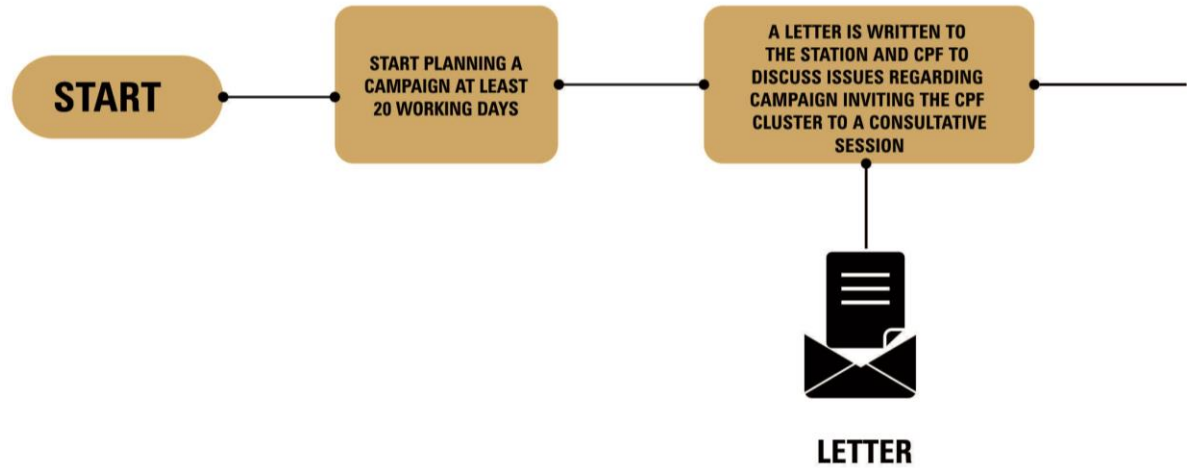 START
START PLANNING A
CAMPAIGN AT LEAST
20 WORKING DAYS
A LETTER IS WRITTEN TO
THE STATION AND CPF TO
DISCUSS ISSUES REGARDING
CAMPAIGN INVITING THE CPF
CLUSTER TO A CONSULTATIVE
SESSION
LETTER